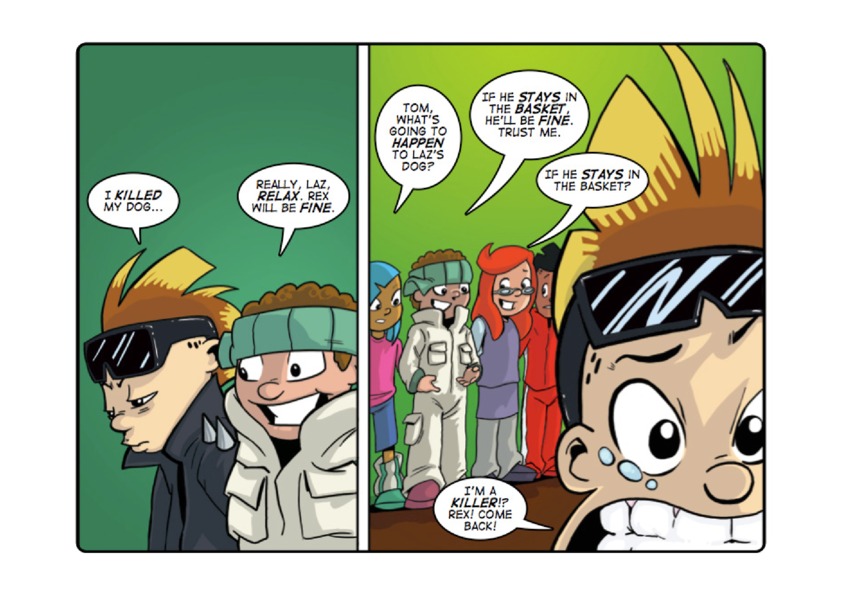 I KILLED
MY DOG...
REALLY, LAZ,
RELAX. REX
WILL BE FINE.
TOM,
WHAT'S
GOING TO
HAPPEN
TO LAZ'S
DOG?
IF HE STAYS IN
THE BASKET,
HE'LL BE FINE.
TRUST ME.
IF HE STAYS IN
THE BASKET?
I'M A
KILLER!?
REX! COME
BACK!